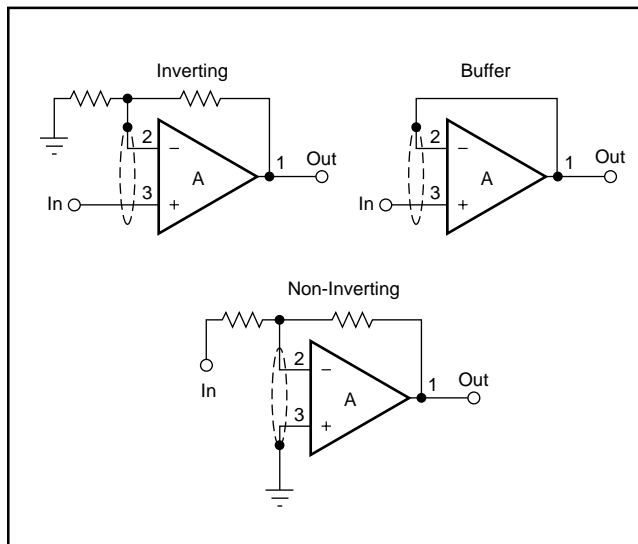 Inverting
2
−
A
1
Out
In
3
+
Buffer
2
−
A
1
Out
In
3
+
Non-Inverting
In
2
−
A
1
Out
3
+